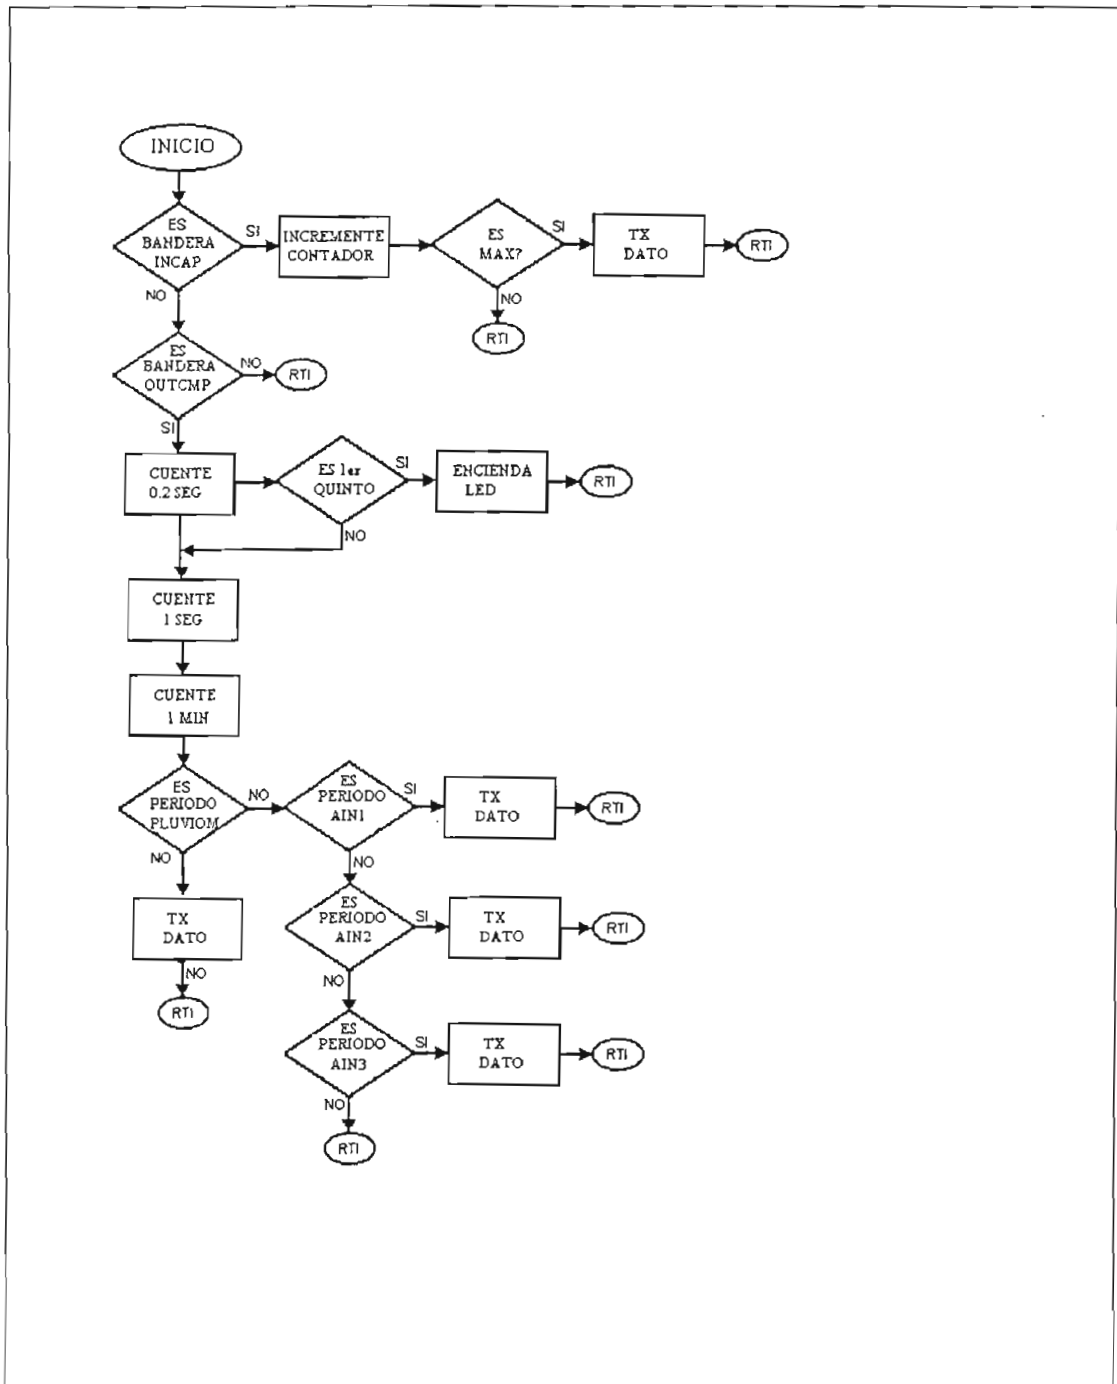 INICIO
ES
BANDERA
INCAP
SI
INCREMENTE
CONTADOR
ES
MAX?
SI
TX
DATO
RTI
NO
NO
RTI
ES
BANDERA
OUTCMP
NO
RTI
SI
CUENTE
0.2 SEG
ES 1er
QUINTO
SI
ENCIENDA
LED
RTI
NO
CUENTE
1 SEG
CUENTE
1 MIN
ES
PERIODO
PLUVIOM
NO
ES
PERIODO
AIN1
SI
TX
DATO
RTI
NO
NO
TX
DATO
NO
RTI
ES
PERIODO
AIN2
SI
TX
DATO
RTI
NO
ES
PERIODO
AIN3
SI
TX
DATO
RTI
NO
RTI